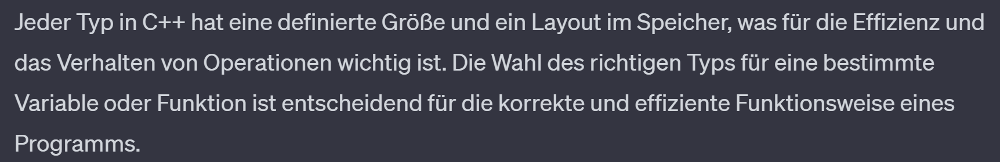 Jeder Typ in C++ hat eine definierte Größe und ein Layout im Speicher, was für die Effizienz und
das Verhalten von Operationen wichtig ist. Die Wahl des richtigen Typs für eine bestimmte
Variable oder Funktion ist entscheidend für die korrekte und effiziente Funktionsweise eines
Programms.